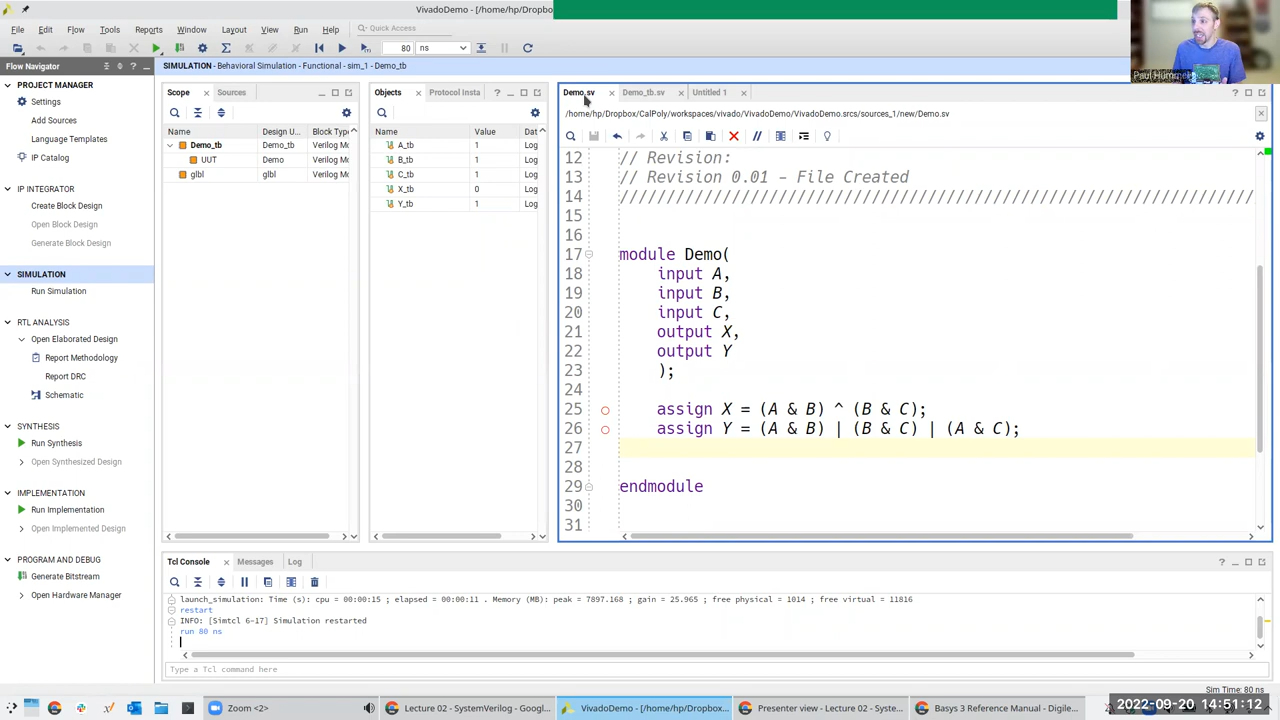 VivadoDemo - [/home/hp/Dropbox
File Edit Flow Tools Reports Window Layout View Run Help Quick Access
80 ns
Flow Navigator
SIMULATION - Behavioral Simulation - Functional - sim_1 - Demo_tb
PROJECT MANAGER
Settings
Add Sources
Language Templates
IP Catalog
IP INTEGRATOR
Create Block Design
Open Block Design
Generate Block Design
SIMULATION
Run Simulation
RTL ANALYSIS
Open Elaborated Design
Report Methodology
Report DRC
Schematic
SYNTHESIS
Run Synthesis
Open Synthesized Design
IMPLEMENTATION
Run Implementation
Open Implemented Design
PROGRAM AND DEBUG
Generate Bitstream
Open Hardware Manager
Scope Sources
Name Design U... Block Type
Demo_tb Demo_tb Verilog Mo
UUT Demo Verilog Mo
glbl glbl Verilog Mo
Objects Protocol Insta
Name Value Dat
A_tb 1 Log
B_tb 1 Log
C_tb 1 Log
X_tb 0 Log
Y_tb 1 Log
Demo.sv Demo_tb.sv Untitled 1
/home/hp/Dropbox/CalPoly/workspaces/vivado/VivadoDemo/VivadoDemo.srcs/sources_1/new/Demo.sv
12 // Revision:
13 // Revision 0.01 - File Created
14 ////////////////////////////////////////////////////////////////////
15
16
17 module Demo(
18 input A,
19 input B,
20 input C,
21 output X,
22 output Y
23 );
24
25 assign X = (A & B) ^ (B & C);
26 assign Y = (A & B) | (B & C) | (A & C);
27
28
29 endmodule
30
31
Paul Hummel
Tcl Console Messages Log
launch_simulation: Time (s): cpu = 00:00:15 ; elapsed = 00:00:11 . Memory (MB): peak = 7897.168 ; gain = 25.965 ; free physical = 1014 ; free virtual = 11816
restart
INFO: [Simtcl 6-17] Simulation restarted
run 80 ns
Type a Tcl command here
Sim Time: 80 ns
Zoom <2>
Lecture 02 - SystemVerilog - Googl...
VivadoDemo - [/home/hp/Dropbox...
Presenter view - Lecture 02 - Syste...
Basys 3 Reference Manual - Digile...
2022-09-20 14:51:12